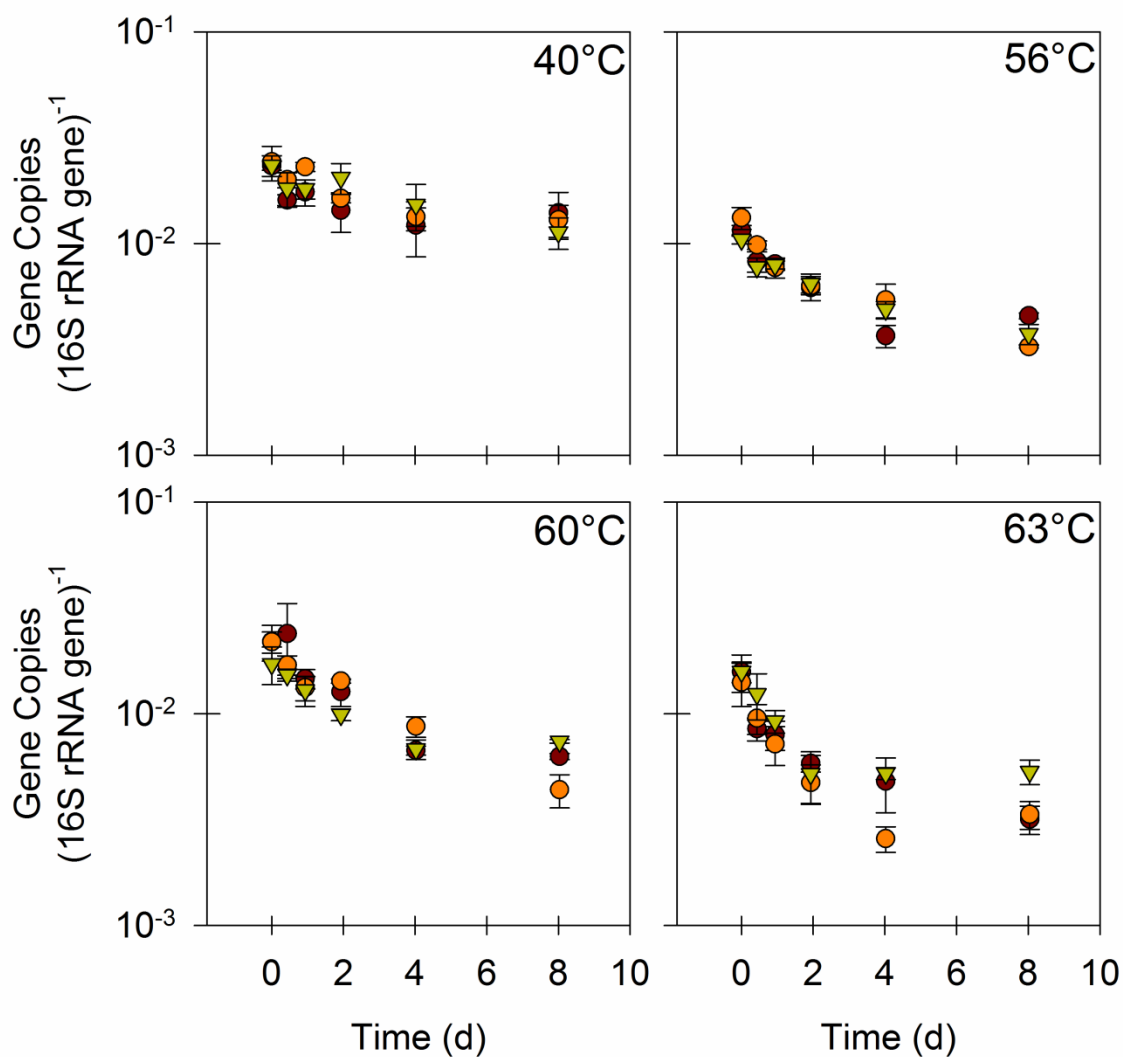 10⁻¹
40°C
56°C
Gene Copies
(16S rRNA gene)⁻¹
10⁻²
10⁻³
10⁻¹
60°C
63°C
Gene Copies
(16S rRNA gene)⁻¹
10⁻²
10⁻³
0 2 4 6 8 10
0 2 4 6 8 10
Time (d)
Time (d)